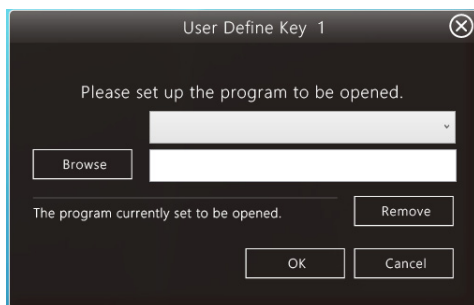 User Define Key 1
Please set up the program to be opened.
Browse
The program currently set to be opened.
Remove
OK
Cancel